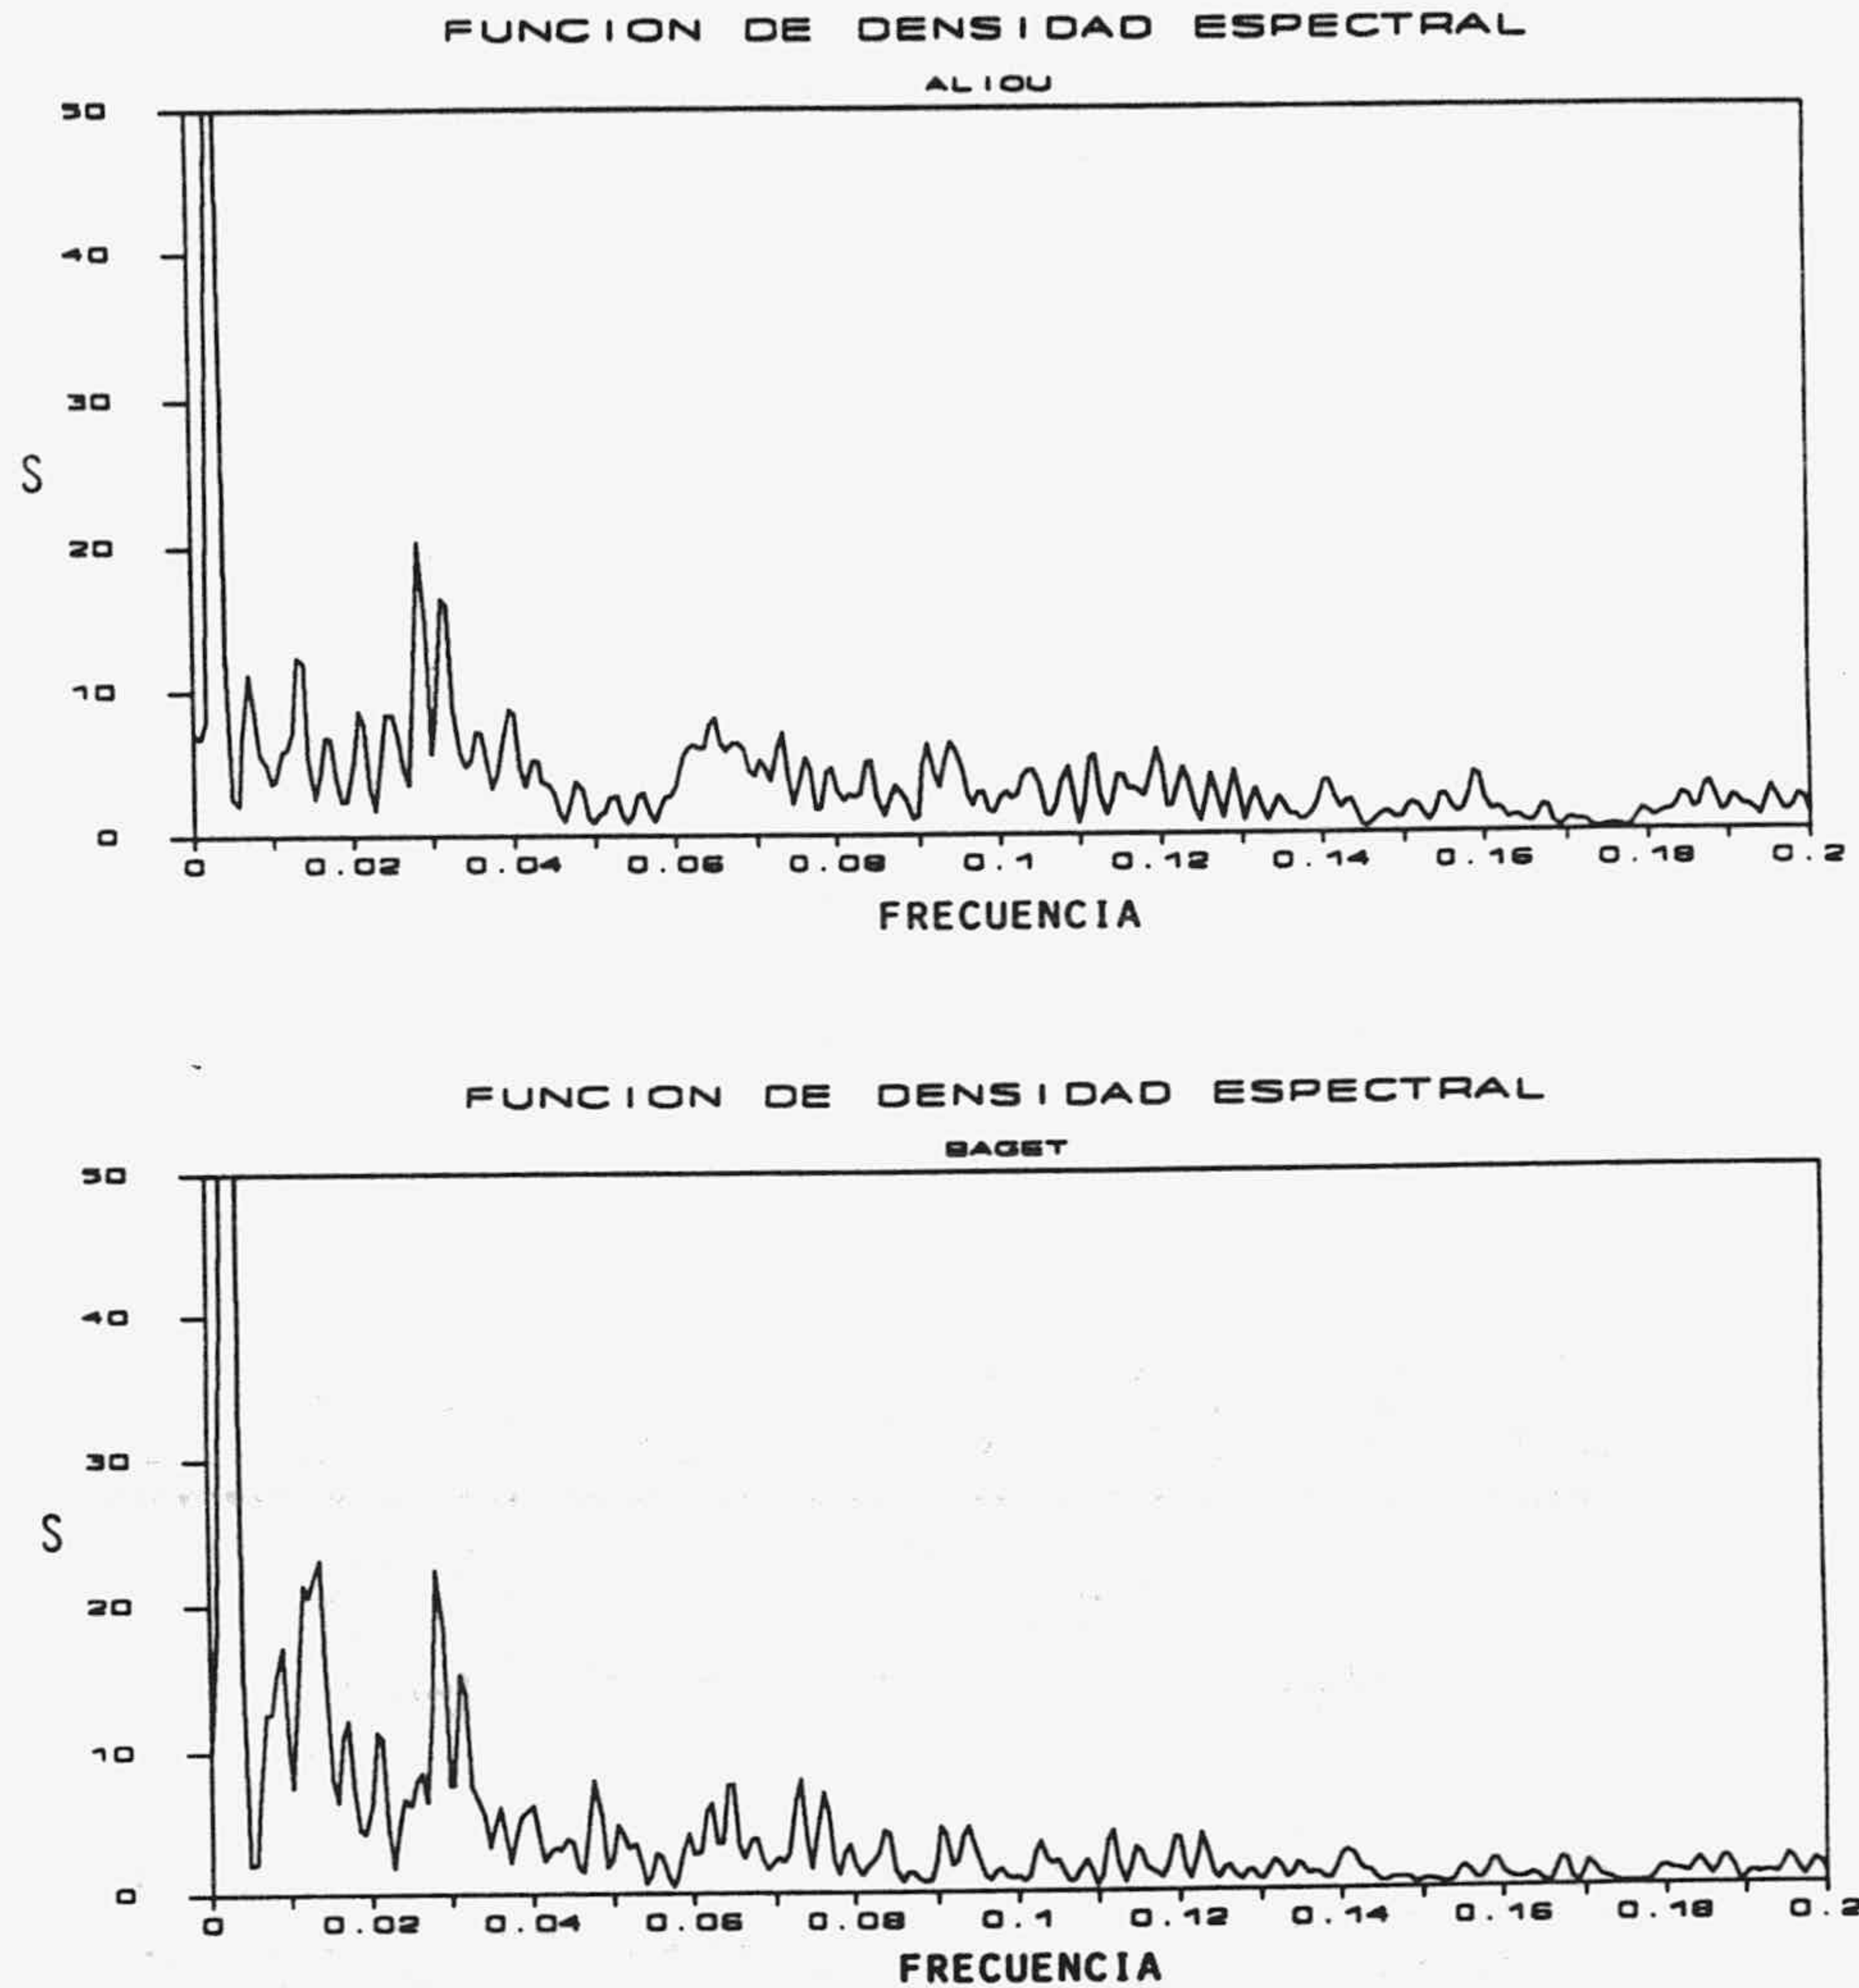 FUNCION DE DENSIDAD ESPECTRAL
ALIOU
50
40
30
S
20
10
0
0 0.02 0.04 0.06 0.08 0.1 0.12 0.14 0.16 0.18 0.2
FRECUENCIA
FUNCION DE DENSIDAD ESPECTRAL
BAGET
50
40
30
S
20
10
0
0 0.02 0.04 0.06 0.08 0.1 0.12 0.14 0.16 0.18 0.2
FRECUENCIA